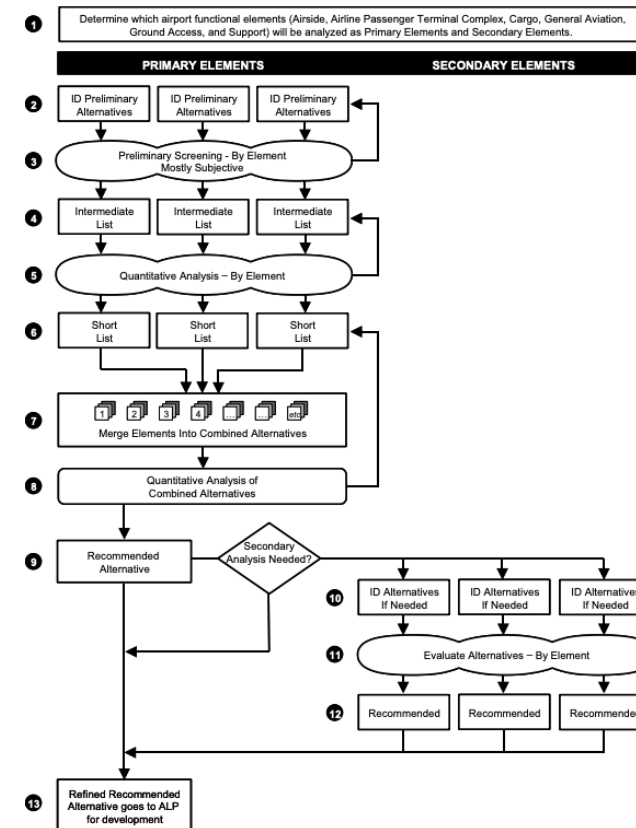 1
Determine which airport functional elements (Airside, Airline Passenger Terminal Complex, Cargo, General Aviation,
Ground Access, and Support) will be analyzed as Primary Elements and Secondary Elements.
PRIMARY ELEMENTS
SECONDARY ELEMENTS
2
ID Preliminary
Alternatives
ID Preliminary
Alternatives
ID Preliminary
Alternatives
3
Preliminary Screening - By Element
Mostly Subjective
4
Intermediate
List
Intermediate
List
Intermediate
List
5
Quantitative Analysis – By Element
6
Short
List
Short
List
Short
List
7
1 2 3 4 ... ... etc
Merge Elements Into Combined Alternatives
8
Quantitative Analysis of
Combined Alternatives
9
Recommended
Alternative
Secondary
Analysis Needed?
10
ID Alternatives
If Needed
ID Alternatives
If Needed
ID Alternatives
If Needed
11
Evaluate Alternatives – By Element
12
Recommended
Recommended
Recommended
13
Refined Recommended
Alternative goes to ALP
for development